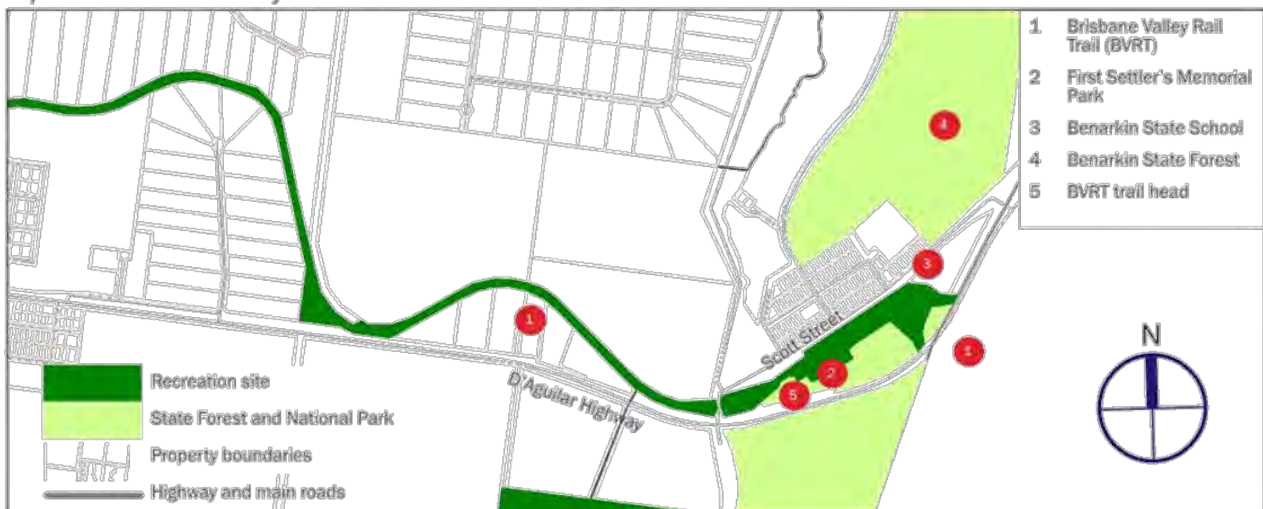 1 Brisbane Valley Rail
Trail (BVRT)
2 First Settler's Memorial
Park
3 Benarkin State School
4 Benarkin State Forest
5 BVRT trail head
4
3
Scott Street
1
1
2
5
D'Aguilar Highway
N
Recreation site
State Forest and National Park
Property boundaries
Highway and main roads